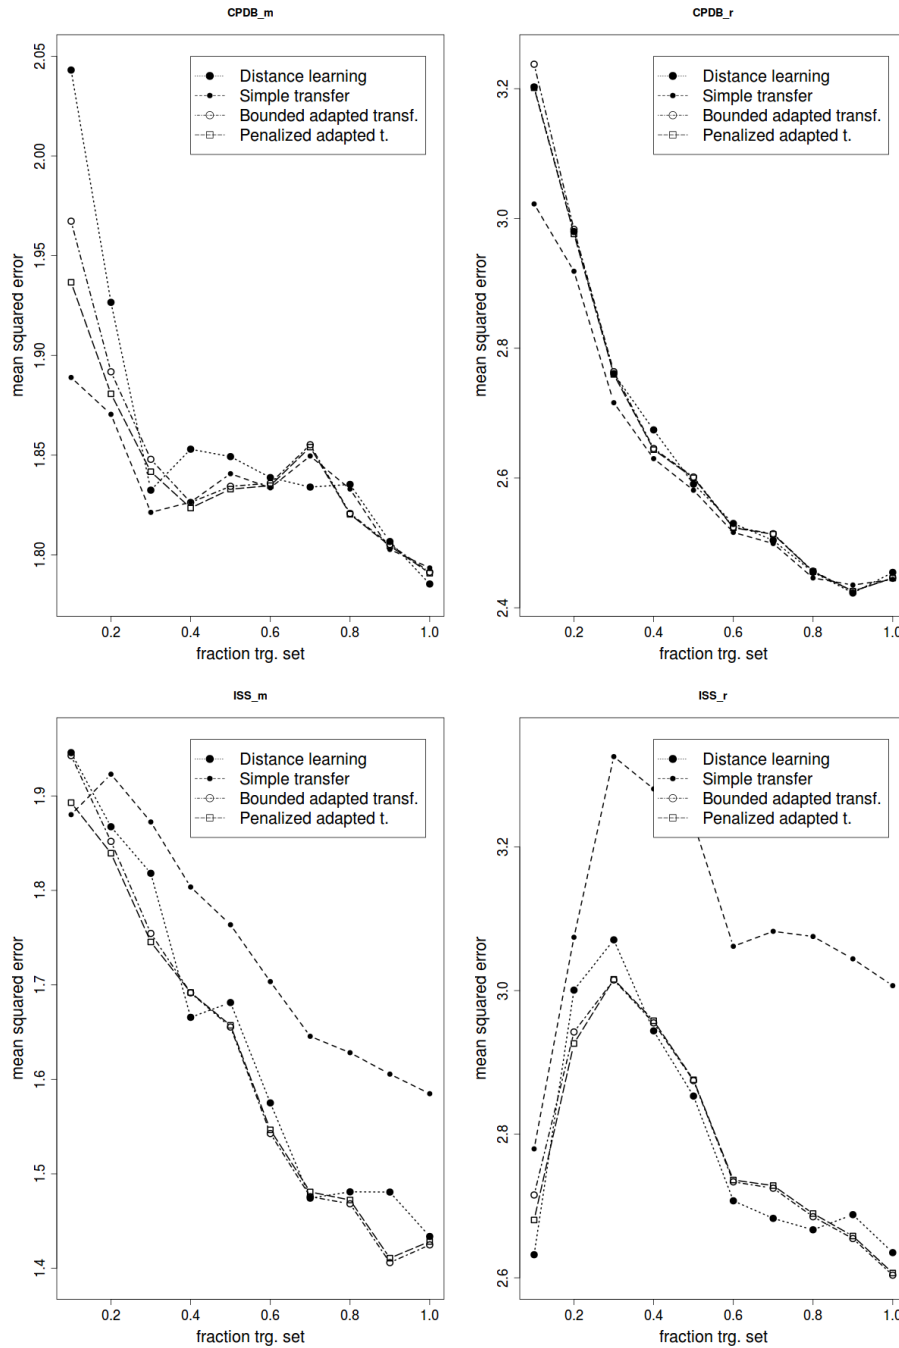 CPDB_m
2.05
2.00
1.95
1.90
1.85
1.80
mean squared error
Distance learning
Simple transfer
Bounded adapted transf.
Penalized adapted t.
0.2 0.4 0.6 0.8 1.0
fraction trg. set
CPDB_r
3.2
3.0
2.8
2.6
2.4
mean squared error
Distance learning
Simple transfer
Bounded adapted transf.
Penalized adapted t.
0.2 0.4 0.6 0.8 1.0
fraction trg. set
ISS_m
1.9
1.8
1.7
1.6
1.5
1.4
mean squared error
Distance learning
Simple transfer
Bounded adapted transf.
Penalized adapted t.
0.2 0.4 0.6 0.8 1.0
fraction trg. set
ISS_r
3.2
3.0
2.8
2.6
mean squared error
Distance learning
Simple transfer
Bounded adapted transf.
Penalized adapted t.
0.2 0.4 0.6 0.8 1.0
fraction trg. set